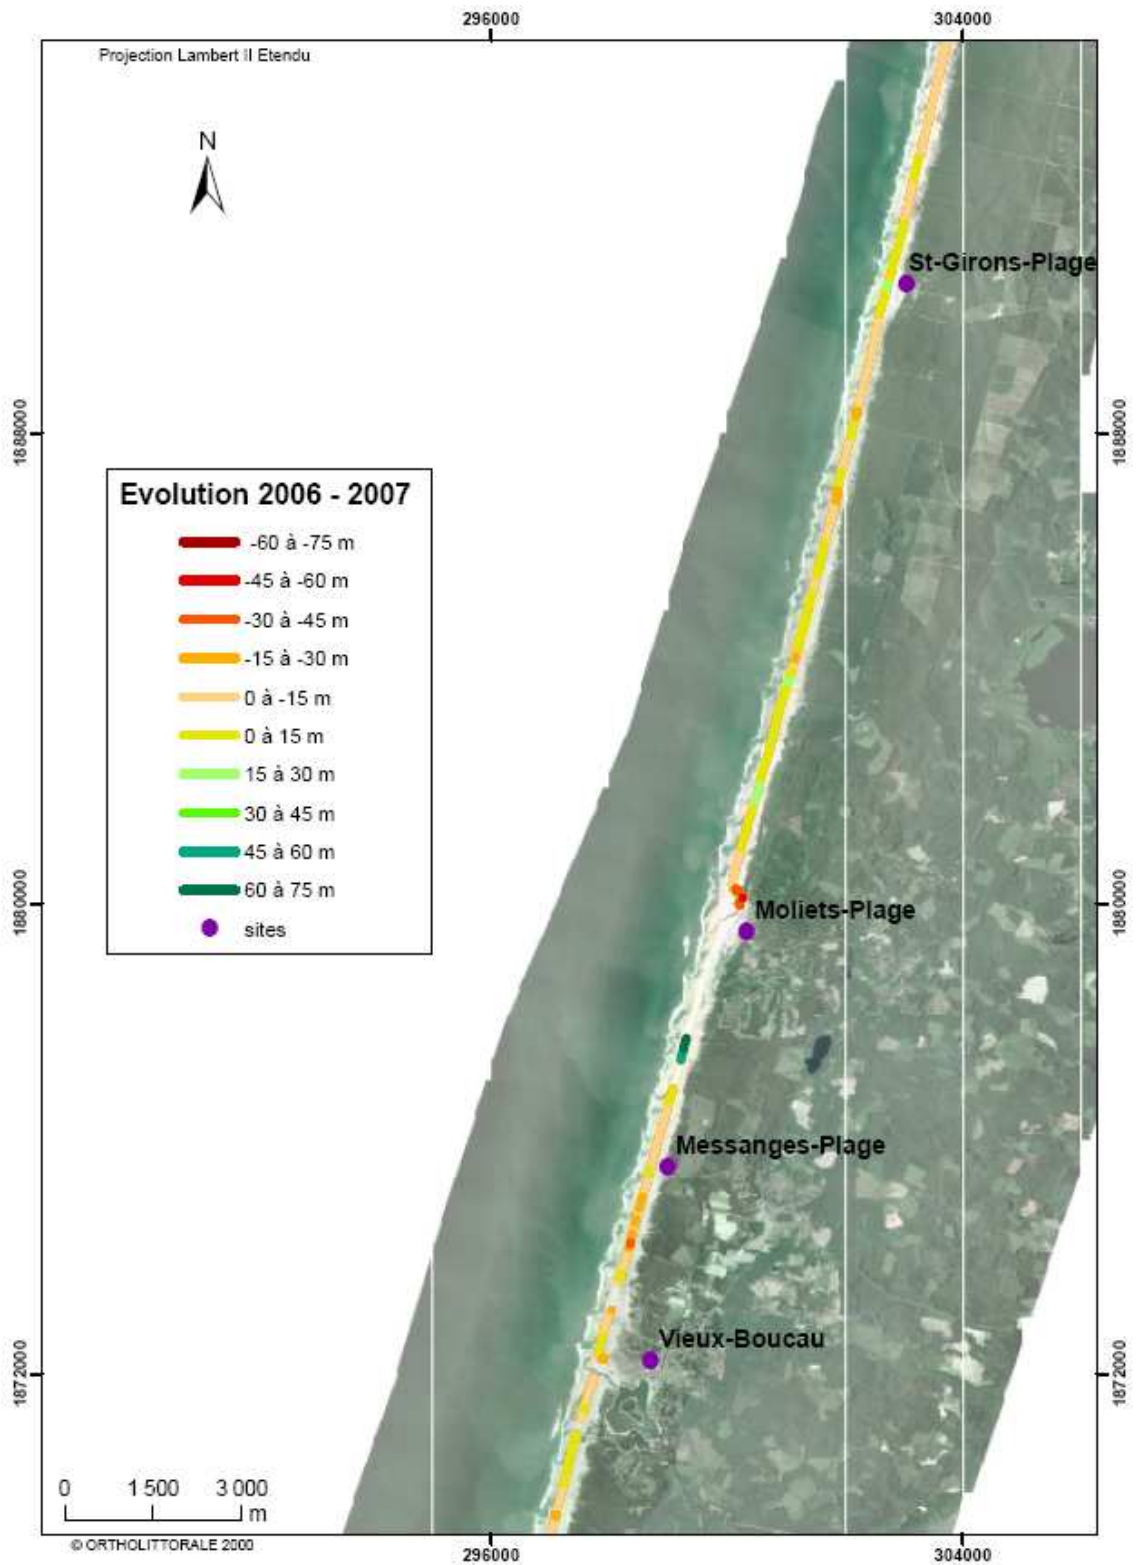 296000
304000
Projection Lambert II Etendu
N
St-Girons-Plage
1888000
1888000
Evolution 2006 - 2007
-60 à -75 m
-45 à -60 m
-30 à -45 m
-15 à -30 m
0 à -15 m
0 à 15 m
15 à 30 m
30 à 45 m
45 à 60 m
60 à 75 m
sites
1880000
1880000
Moliets-Plage
Messanges-Plage
Vieux-Boucau
1872000
1872000
0 1 500 3 000
m
© ORTHOLITTORALE 2000
296000
304000